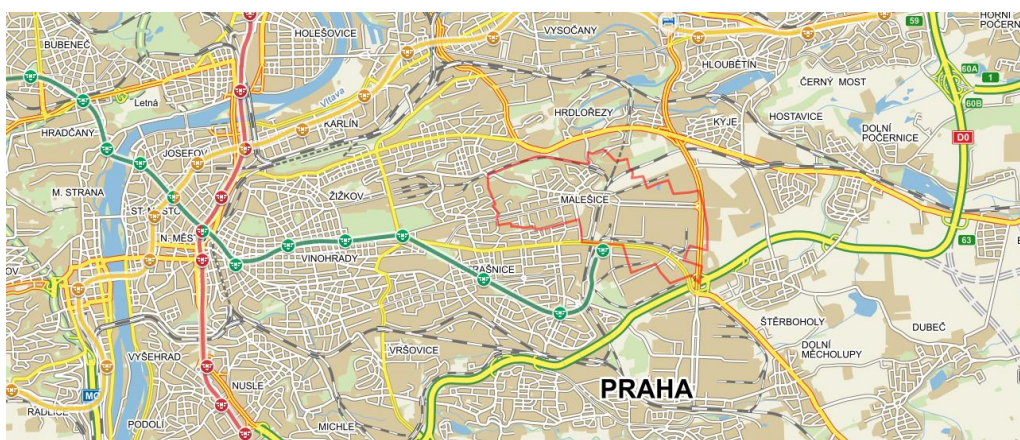 BUBENEČ
HOLEŠOVICE
VYSOČANY
59
HORNÍ
POČERN
HLOUBĚTÍN
ČERNÝ MOST
60A
1
60B
Letná
Vltava
KARLÍN
HRDLOŘEZY
KYJE
HOSTAVICE
DOLNÍ
POČERNICE
D0
HRADČANY
JOSEFOV
M. STRANA
ŽIŽKOV
MALEŠICE
N. MĚST
VINOHRADY
63
ŠTĚRBOHOLY
DUBEČ
DOLNÍ
MĚCHOLUPY
VRŠOVICE
VYŠEHRAD
NUSLE
PRAHA
RADLICE
PODOLÍ
MICHLE